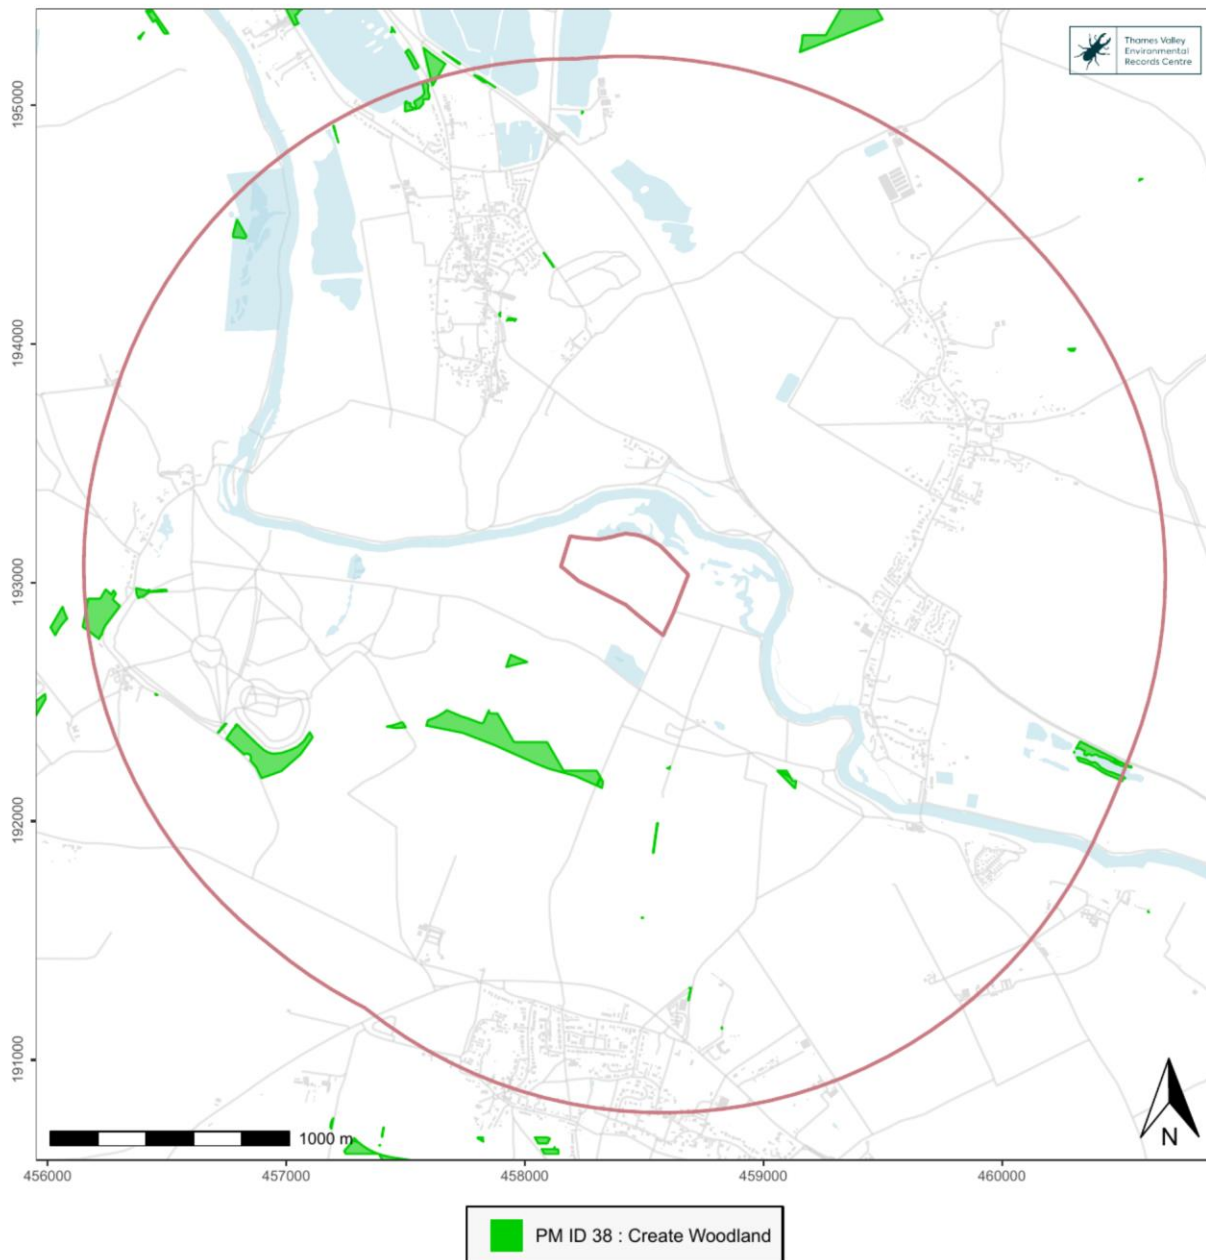 Thames Valley
Environmental
Records Centre
195000
194000
193000
192000
191000
1000 m
N
456000
457000
458000
459000
460000
PM ID 38 : Create Woodland